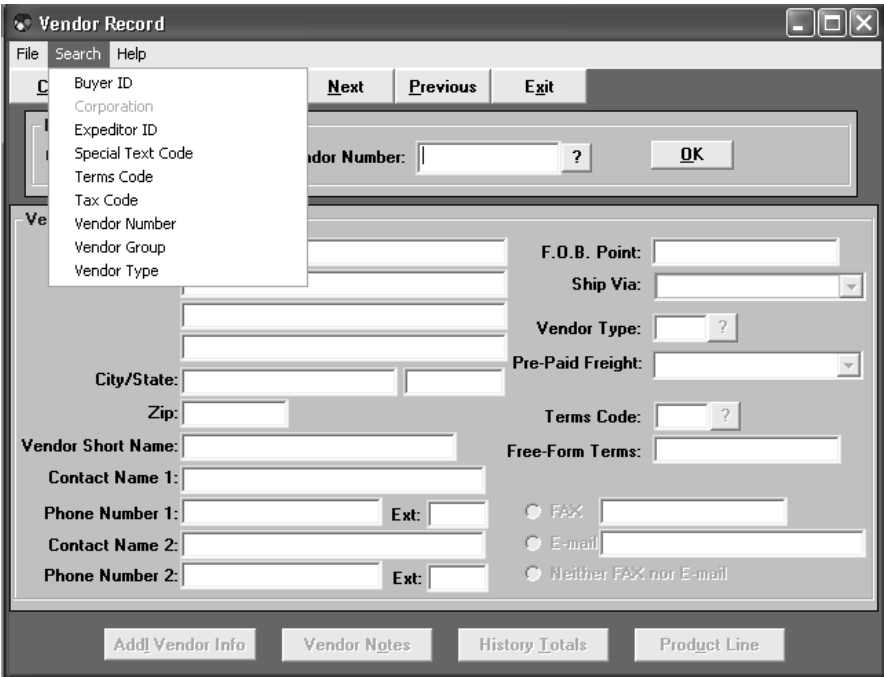 Vendor Record
File Search Help
Buyer ID
Corporation
Expeditor ID
Special Text Code
Terms Code
Tax Code
Vendor Number
Vendor Group
Vendor Type
C
Next
Previous
Exit
ndor Number: ?
OK
Ve
F.O.B. Point:
Ship Via:
Vendor Type: ?
Pre-Paid Freight:
City/State:
Zip:
Terms Code: ?
Vendor Short Name:
Free-Form Terms:
Contact Name 1:
Phone Number 1: Ext:
FAX
Contact Name 2:
E-mail
Phone Number 2: Ext:
Neither FAX nor E-mail
Addl Vendor Info
Vendor Notes
History Totals
Product Line